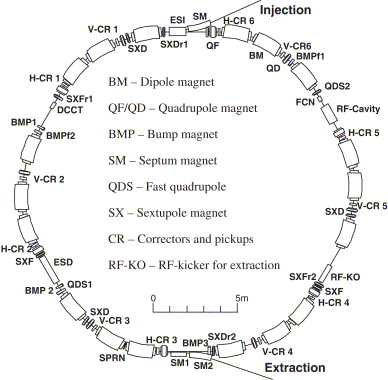 Injection
ESI SM
V-CR 1 H-CR 6
SXD SXDr1 QF
BM V-CR6
QD BMPf1
H-CR 1
QDS2
SXFr1 FCN
DCCT RF-Cavity
BMP1
BMPf2
H-CR 5
BM – Dipole magnet
QF/QD – Quadrupole magnet
BMP – Bump magnet
SM – Septum magnet
QDS – Fast quadrupole
SX – Sextupole magnet
CR – Correctors and pickups
RF-KO – RF-kicker for extraction
V-CR 2
V-CR 5
SXD
H-CR 2
SXF
ESD
SXFr2 RF-KO
BMP 2 QDS1
SXF
H-CR 4
0 5m
SXD
V-CR 3
H-CR 3 BMP3 SXDr2
V-CR 4
SPRN
SM1 SM2
Extraction